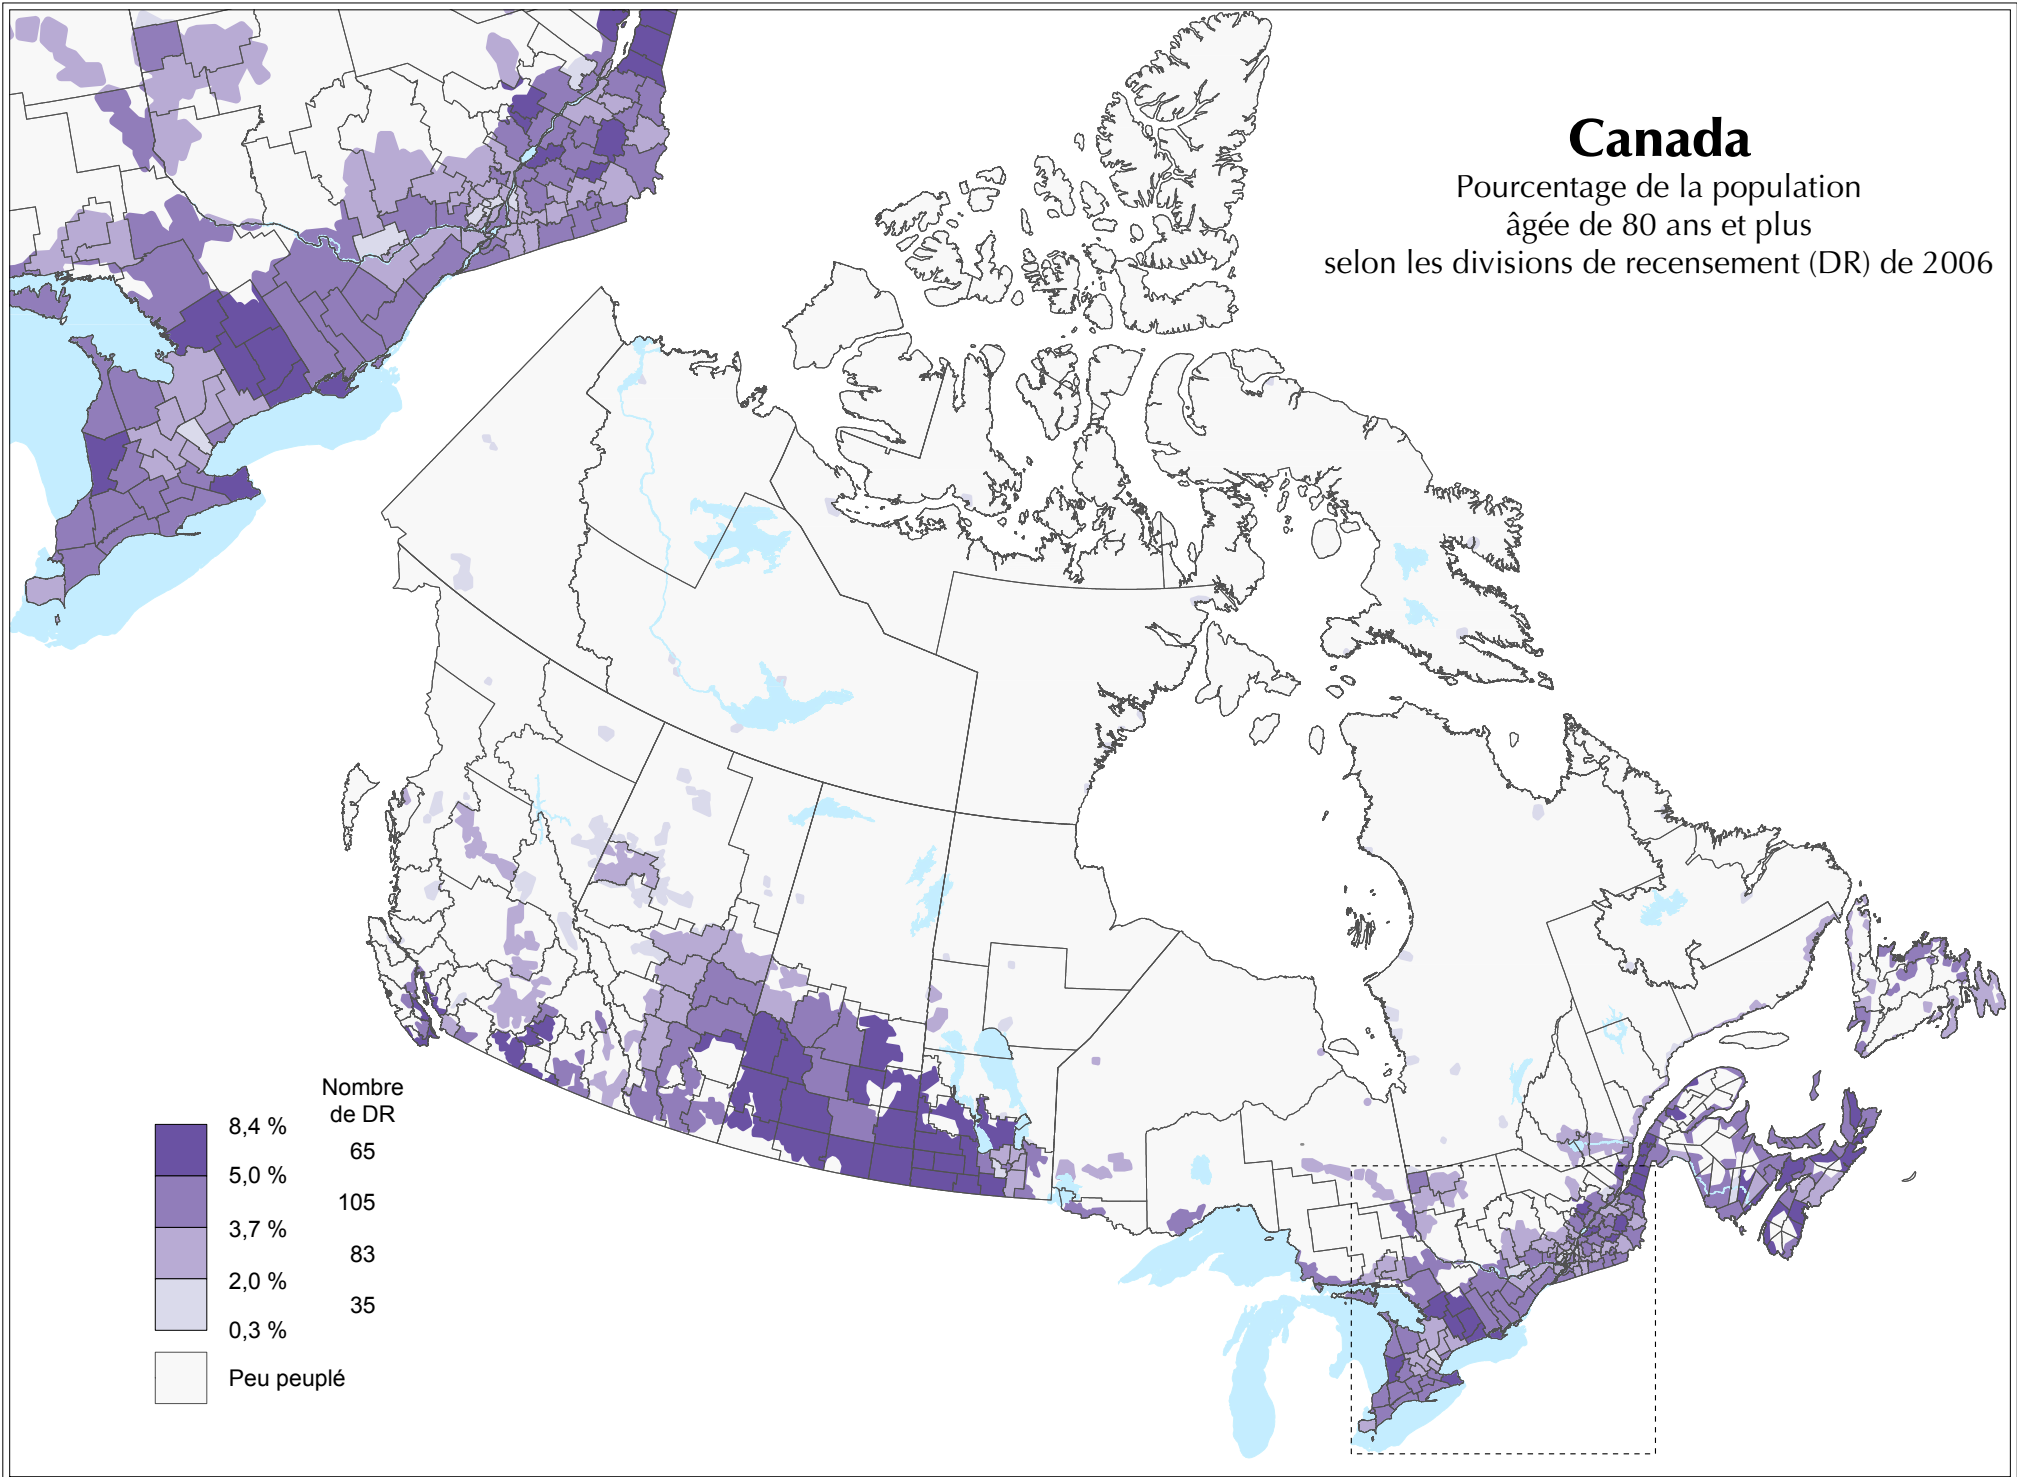 Canada
Pourcentage de la population
âgée de 80 ans et plus
selon les divisions de recensement (DR) de 2006
Nombre
de DR
8,4 %
65
5,0 %
105
3,7 %
83
2,0 %
35
0,3 %
Peu peuplé